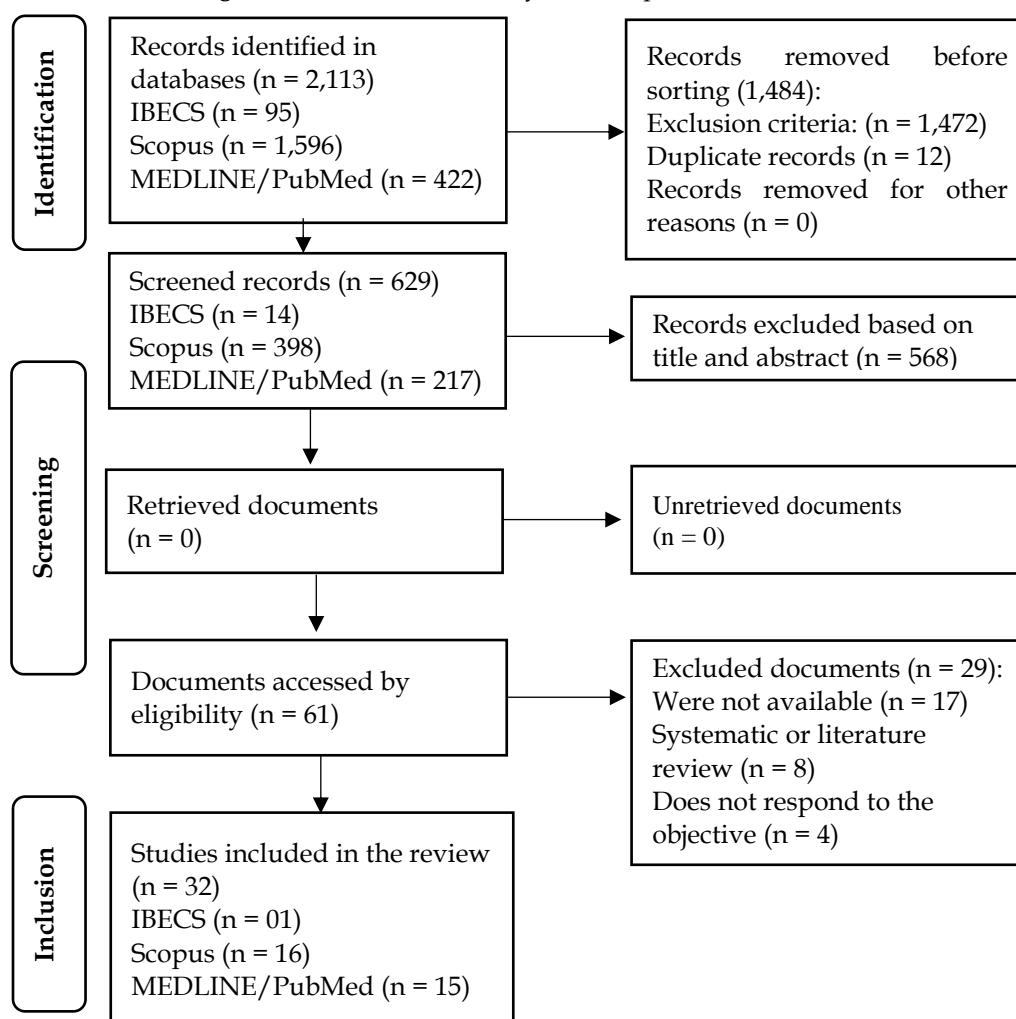 Identification
Records identified in
databases (n = 2,113)
IBECS (n = 95)
Scopus (n = 1,596)
MEDLINE/PubMed (n = 422)
Records removed before
sorting (1,484):
Exclusion criteria: (n = 1,472)
Duplicate records (n = 12)
Records removed for other
reasons (n = 0)
Screening
Screened records (n = 629)
IBECS (n = 14)
Scopus (n = 398)
MEDLINE/PubMed (n = 217)
Records excluded based on
title and abstract (n = 568)
Retrieved documents
(n = 0)
Unretrieved documents
(n = 0)
Documents accessed by
eligibility (n = 61)
Excluded documents (n = 29):
Were not available (n = 17)
Systematic or literature
review (n = 8)
Does not respond to the
objective (n = 4)
Inclusion
Studies included in the review
(n = 32)
IBECS (n = 01)
Scopus (n = 16)
MEDLINE/PubMed (n = 15)